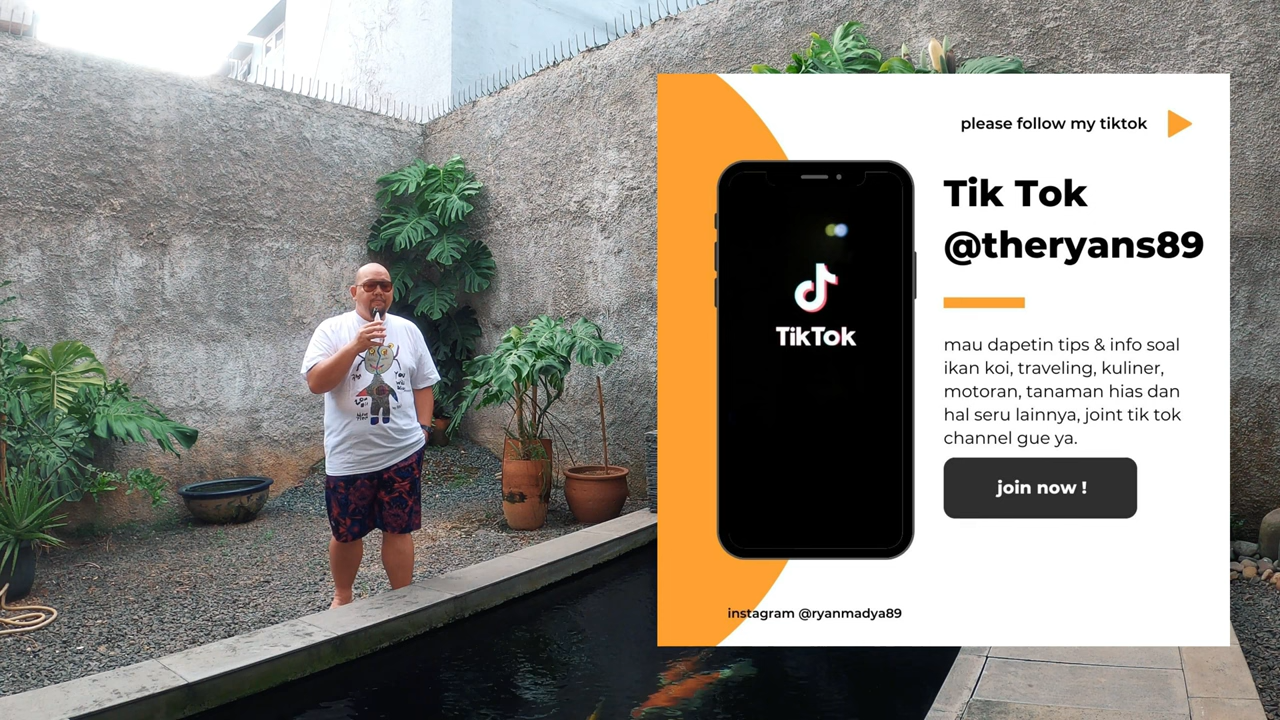 please follow my tiktok
Tik Tok
@theryans89
TikTok
mau dapetin tips & info soal
ikan koi, traveling, kuliner,
motoran, tanaman hias dan
hal seru lainnya, joint tik tok
channel gue ya.
join now !
instagram @ryanmadya89